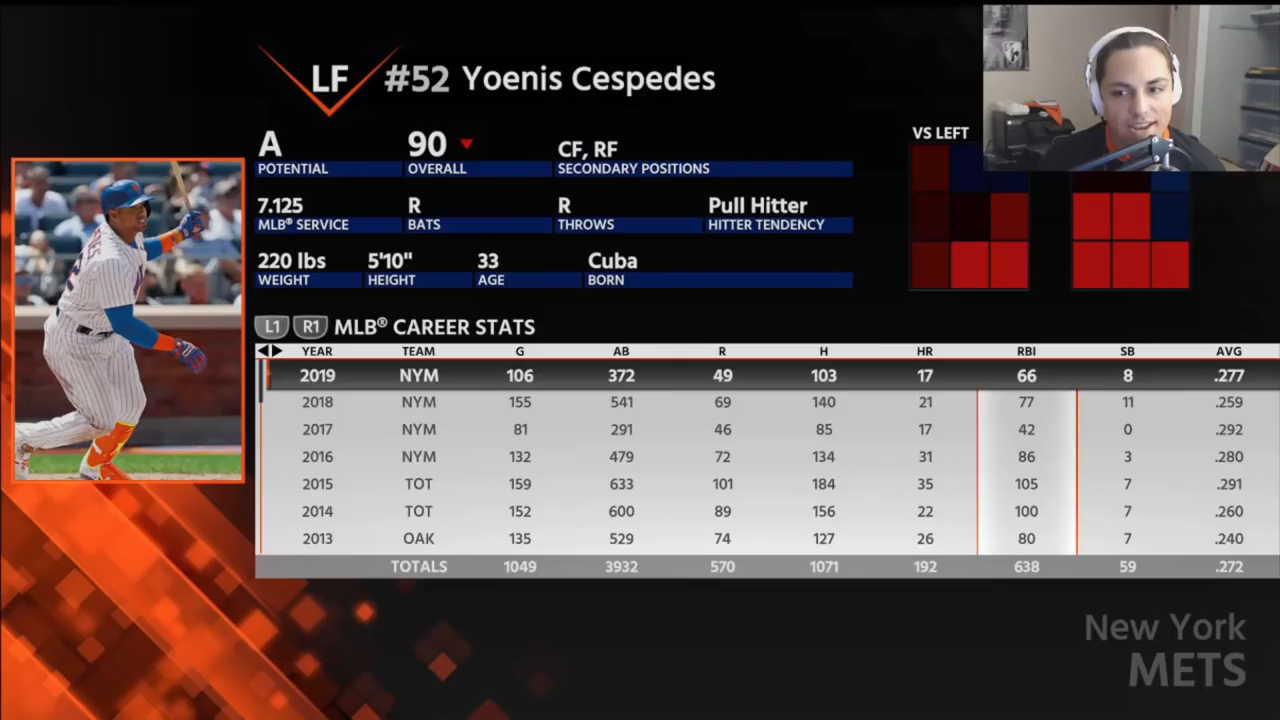 LF #52 Yoenis Cespedes
A 90 CF, RF
POTENTIAL OVERALL SECONDARY POSITIONS
7.125 R R Pull Hitter
MLB® SERVICE BATS THROWS HITTER TENDENCY
220 lbs 5'10" 33 Cuba
WEIGHT HEIGHT AGE BORN
VS LEFT
L1 R1 MLB® CAREER STATS
YEAR TEAM G AB R H HR RBI SB AVG
2019 NYM 106 372 49 103 17 66 8 .277
2018 NYM 155 541 69 140 21 77 11 .259
2017 NYM 81 291 46 85 17 42 0 .292
2016 NYM 132 479 72 134 31 86 3 .280
2015 TOT 159 633 101 184 35 105 7 .291
2014 TOT 152 600 89 156 22 100 7 .260
2013 OAK 135 529 74 127 26 80 7 .240
TOTALS 1049 3932 570 1071 192 638 59 .272
New York
METS